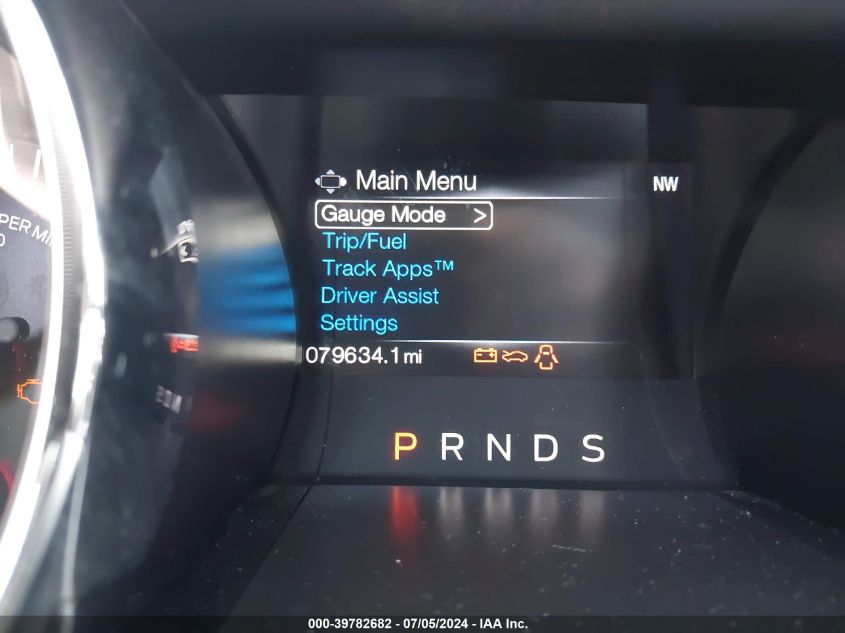 Main Menu NW
Gauge Mode >
Trip/Fuel
Track Apps™
Driver Assist
Settings
079634.1 mi
P R N D S
000-39782682 - 07/05/2024 - IAA Inc.